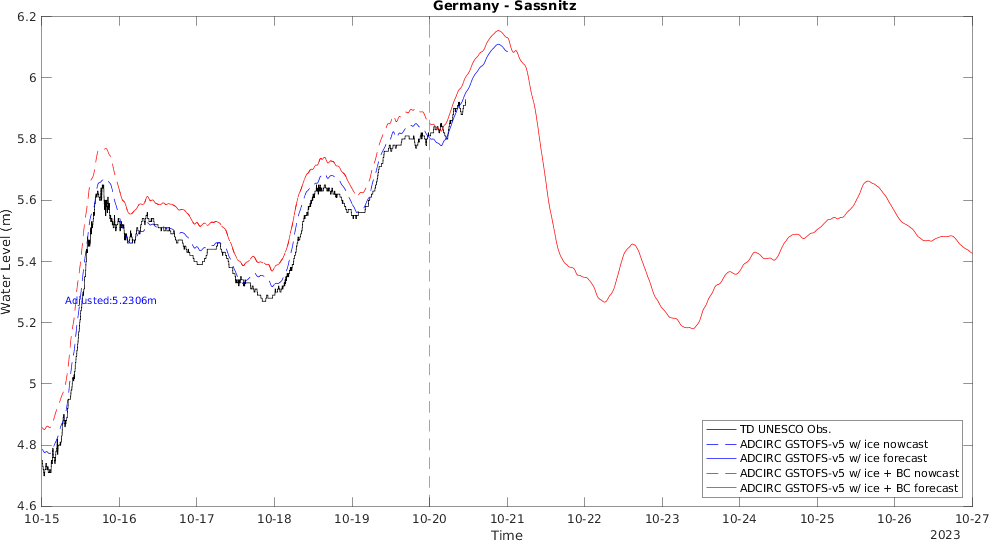 Germany - Sassnitz
6.2
6
5.8
5.6
5.4
5.2
5
4.8
4.6
Water Level (m)
Adjusted:5.2306m
TD UNESCO Obs.
ADCIRC GSTOFS-v5 w/ ice nowcast
ADCIRC GSTOFS-v5 w/ ice forecast
ADCIRC GSTOFS-v5 w/ ice + BC nowcast
ADCIRC GSTOFS-v5 w/ ice + BC forecast
10-15 10-16 10-17 10-18 10-19 10-20 10-21 10-22 10-23 10-24 10-25 10-26 10-27
Time
2023